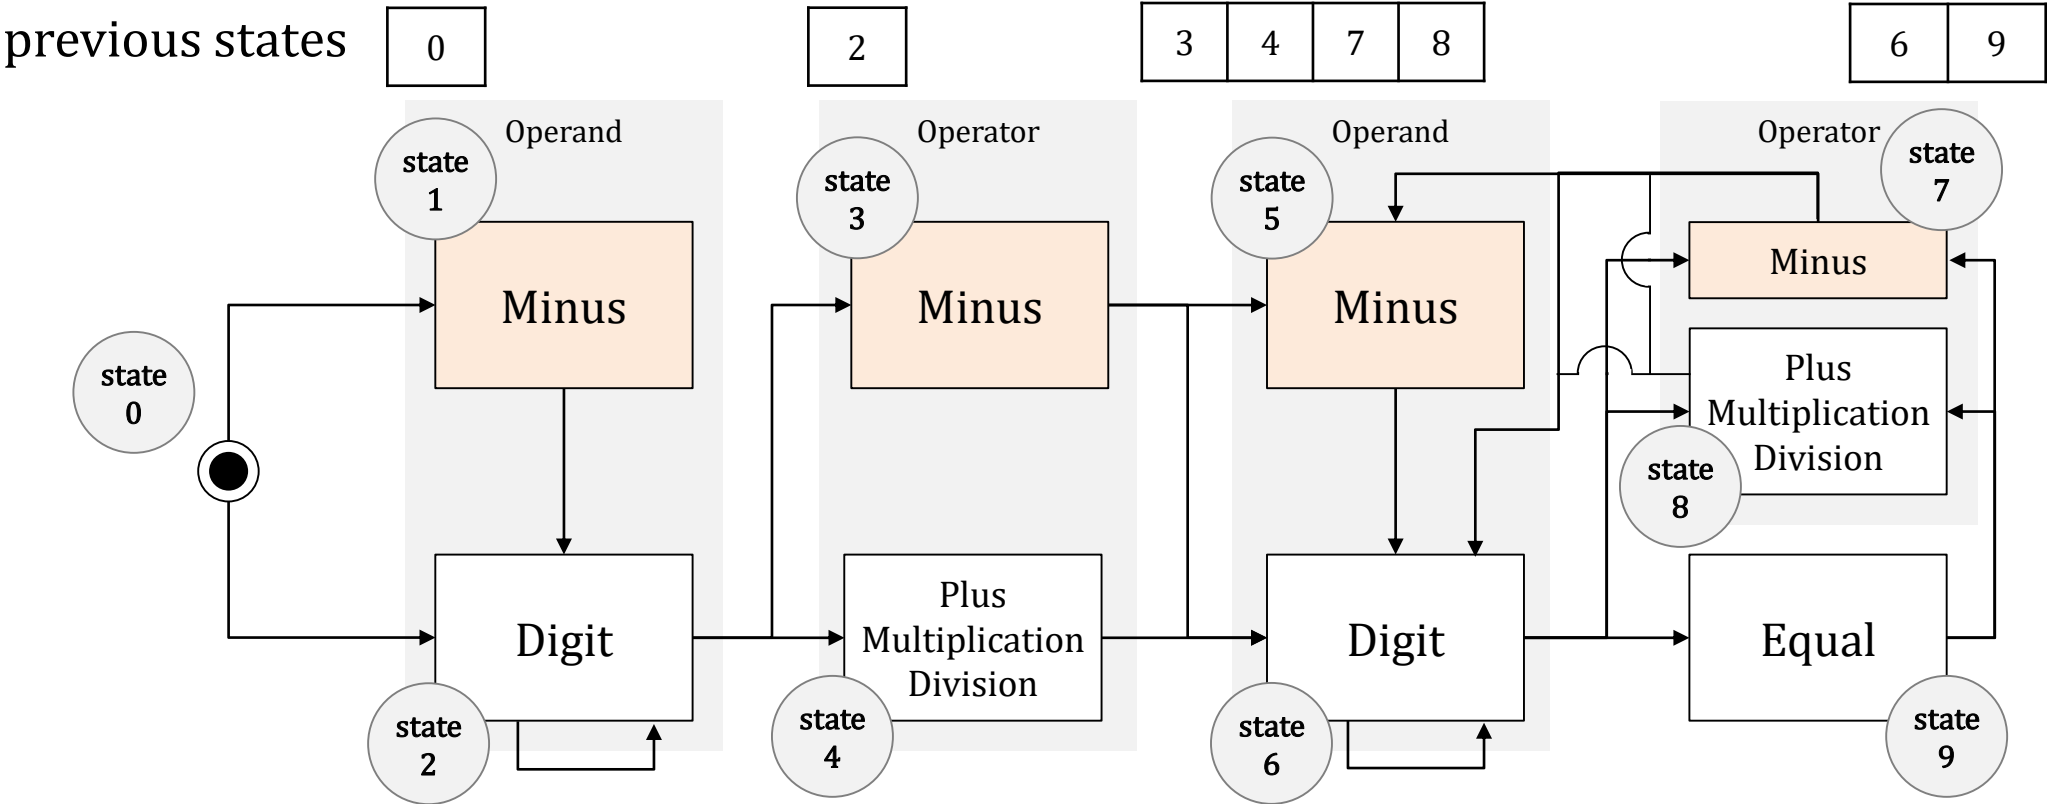 previous states
0
2
3 4 7 8
6 9
Operand
state
1
Minus
Digit
state
2
state
0
Operator
state
3
Minus
Plus
Multiplication
Division
state
4
Operand
state
5
Minus
Digit
state
6
Operator
state
7
Minus
Plus
Multiplication
Division
state
8
Equal
state
9